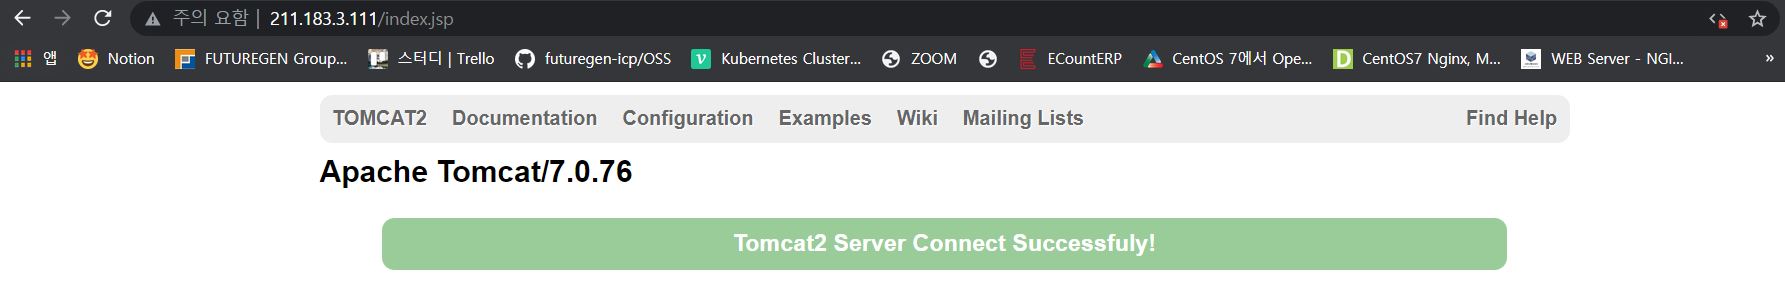 주의 요함 | 211.183.3.111/index.jsp
앱 Notion FUTUREGEN Group... 스터디 | Trello futuregen-icp/OSS Kubernetes Cluster... ZOOM ECountERP CentOS 7에서 Ope... CentOS7 Nginx, M... WEB Server - NGI... »
TOMCAT2 Documentation Configuration Examples Wiki Mailing Lists Find Help
Apache Tomcat/7.0.76
Tomcat2 Server Connect Successfuly!